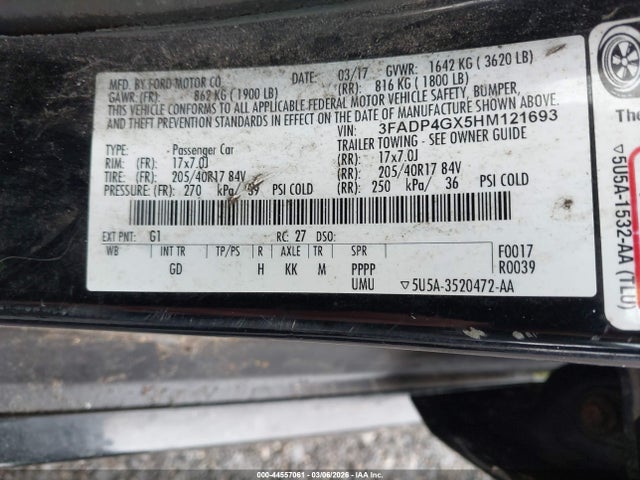 MFD. BY FORD MOTOR CO. DATE: 03/17 GVWR: 1642 KG ( 3620 LB)
GAWR: (FR) 862 KG ( 1900 LB) (RR): 816 KG ( 1800 LB)
THIS VEHICLE CONFORMS TO ALL APPLICABLE FEDERAL MOTOR VEHICLE SAFETY, BUMPER,
AND THEFT PREVENTION STANDARDS IN EFFECT ON THE DATE OF MANUFACTURE SHOWN ABOVE.
VIN: 3FADP4GX5HM121693
TYPE: - Passenger Car TRAILER TOWING - SEE OWNER GUIDE
RIM: (FR) 17x7.0J (RR): 17x7.0J
TIRE: (FR) 205/40R17 84V (RR): 205/40R17 84V
PRESSURE: (FR) 270 kPa/ 39 PSI COLD (RR): 250 kPa/ 36 PSI COLD
EXT PNT: G1 RC: 27 DSO:
WB INT TR TP/PS R AXLE TR SPR F0017
GD H KK M PPPP R0039
UMU ▽5U5A-3520472-AA
The
▽5U5A-1532-AA (TLU)
000-44557061 - 03/06/2026 - IAA Inc.